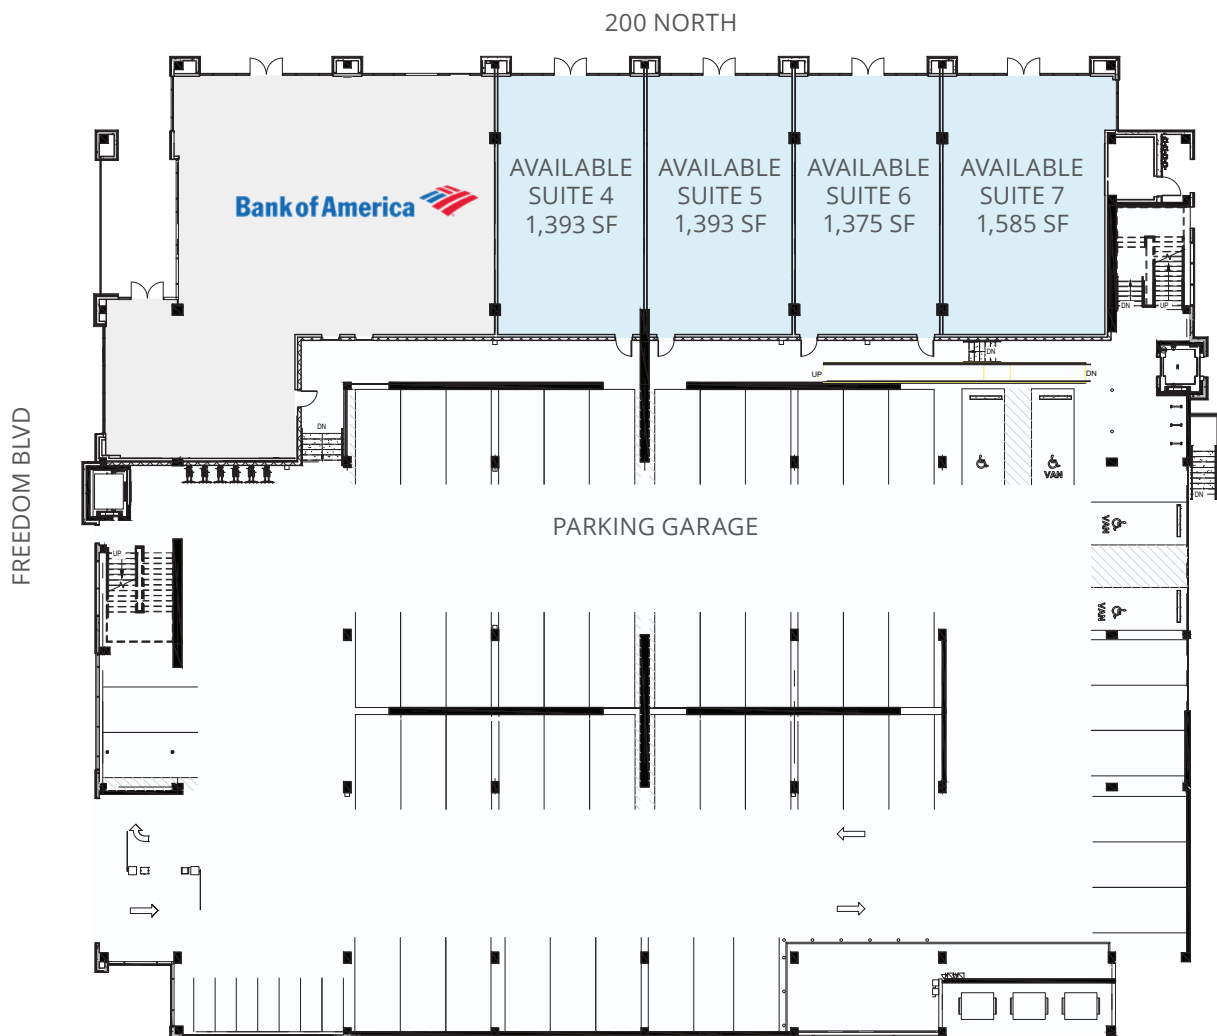 200 NORTH
Bank of America
AVAILABLE
SUITE 4
1,393 SF
AVAILABLE
SUITE 5
1,393 SF
AVAILABLE
SUITE 6
1,375 SF
AVAILABLE
SUITE 7
1,585 SF
DN
UP
DN
UP
DN
DN
FREEDOM BLVD
VAN
DN
PARKING GARAGE
VAN
UP
VAN